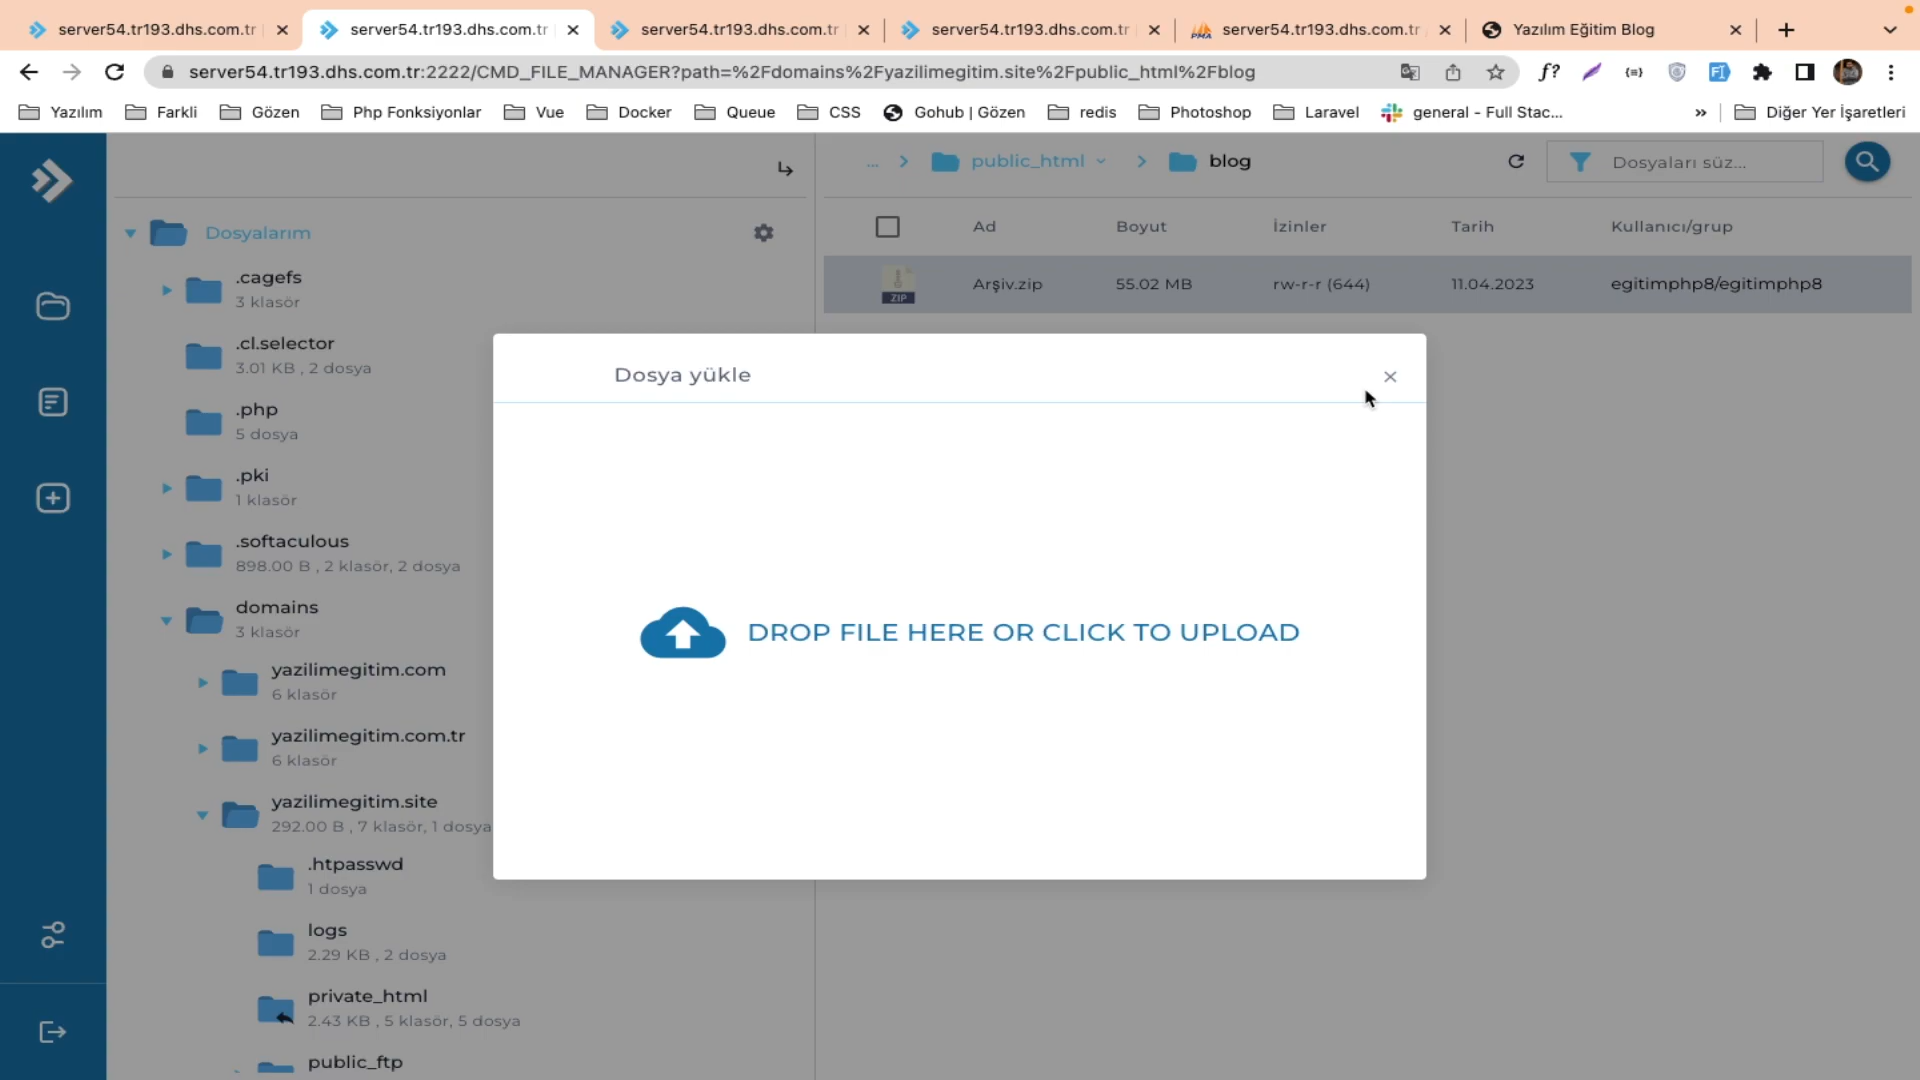 server54.tr193.dhs.com.tr
server54.tr193.dhs.com.tr
server54.tr193.dhs.com.tr
server54.tr193.dhs.com.tr
PMA
server54.tr193.dhs.com.tr
Yazılım Eğitim Blog
server54.tr193.dhs.com.tr:2222/CMD_FILE_MANAGER?path=%2Fdomains%2Fyazilimegitim.site%2Fpublic_html%2Fblog
f?
{=}
Yazılım
Farkli
Gözen
Php Fonksiyonlar
Vue
Docker
Queue
CSS
Gohub | Gözen
redis
Photoshop
Laravel
general - Full Stac...
»
Diğer Yer İşaretleri
... > public_html > blog
Dosyaları süz...
Dosyalarım
Ad
Boyut
İzinler
Tarih
Kullanıcı/grup
ZIP
Arşiv.zip
55.02 MB
rw-r-r (644)
11.04.2023
egitimphp8/egitimphp8
.cagefs
3 klasör
.cl.selector
3.01 KB , 2 dosya
.php
5 dosya
.pki
1 klasör
.softaculous
898.00 B , 2 klasör, 2 dosya
domains
3 klasör
yazilimegitim.com
6 klasör
yazilimegitim.com.tr
6 klasör
yazilimegitim.site
292.00 B , 7 klasör, 1 dosya
.htpasswd
1 dosya
logs
2.29 KB , 2 dosya
private_html
2.43 KB , 5 klasör, 5 dosya
public_ftp
Dosya yükle
DROP FILE HERE OR CLICK TO UPLOAD